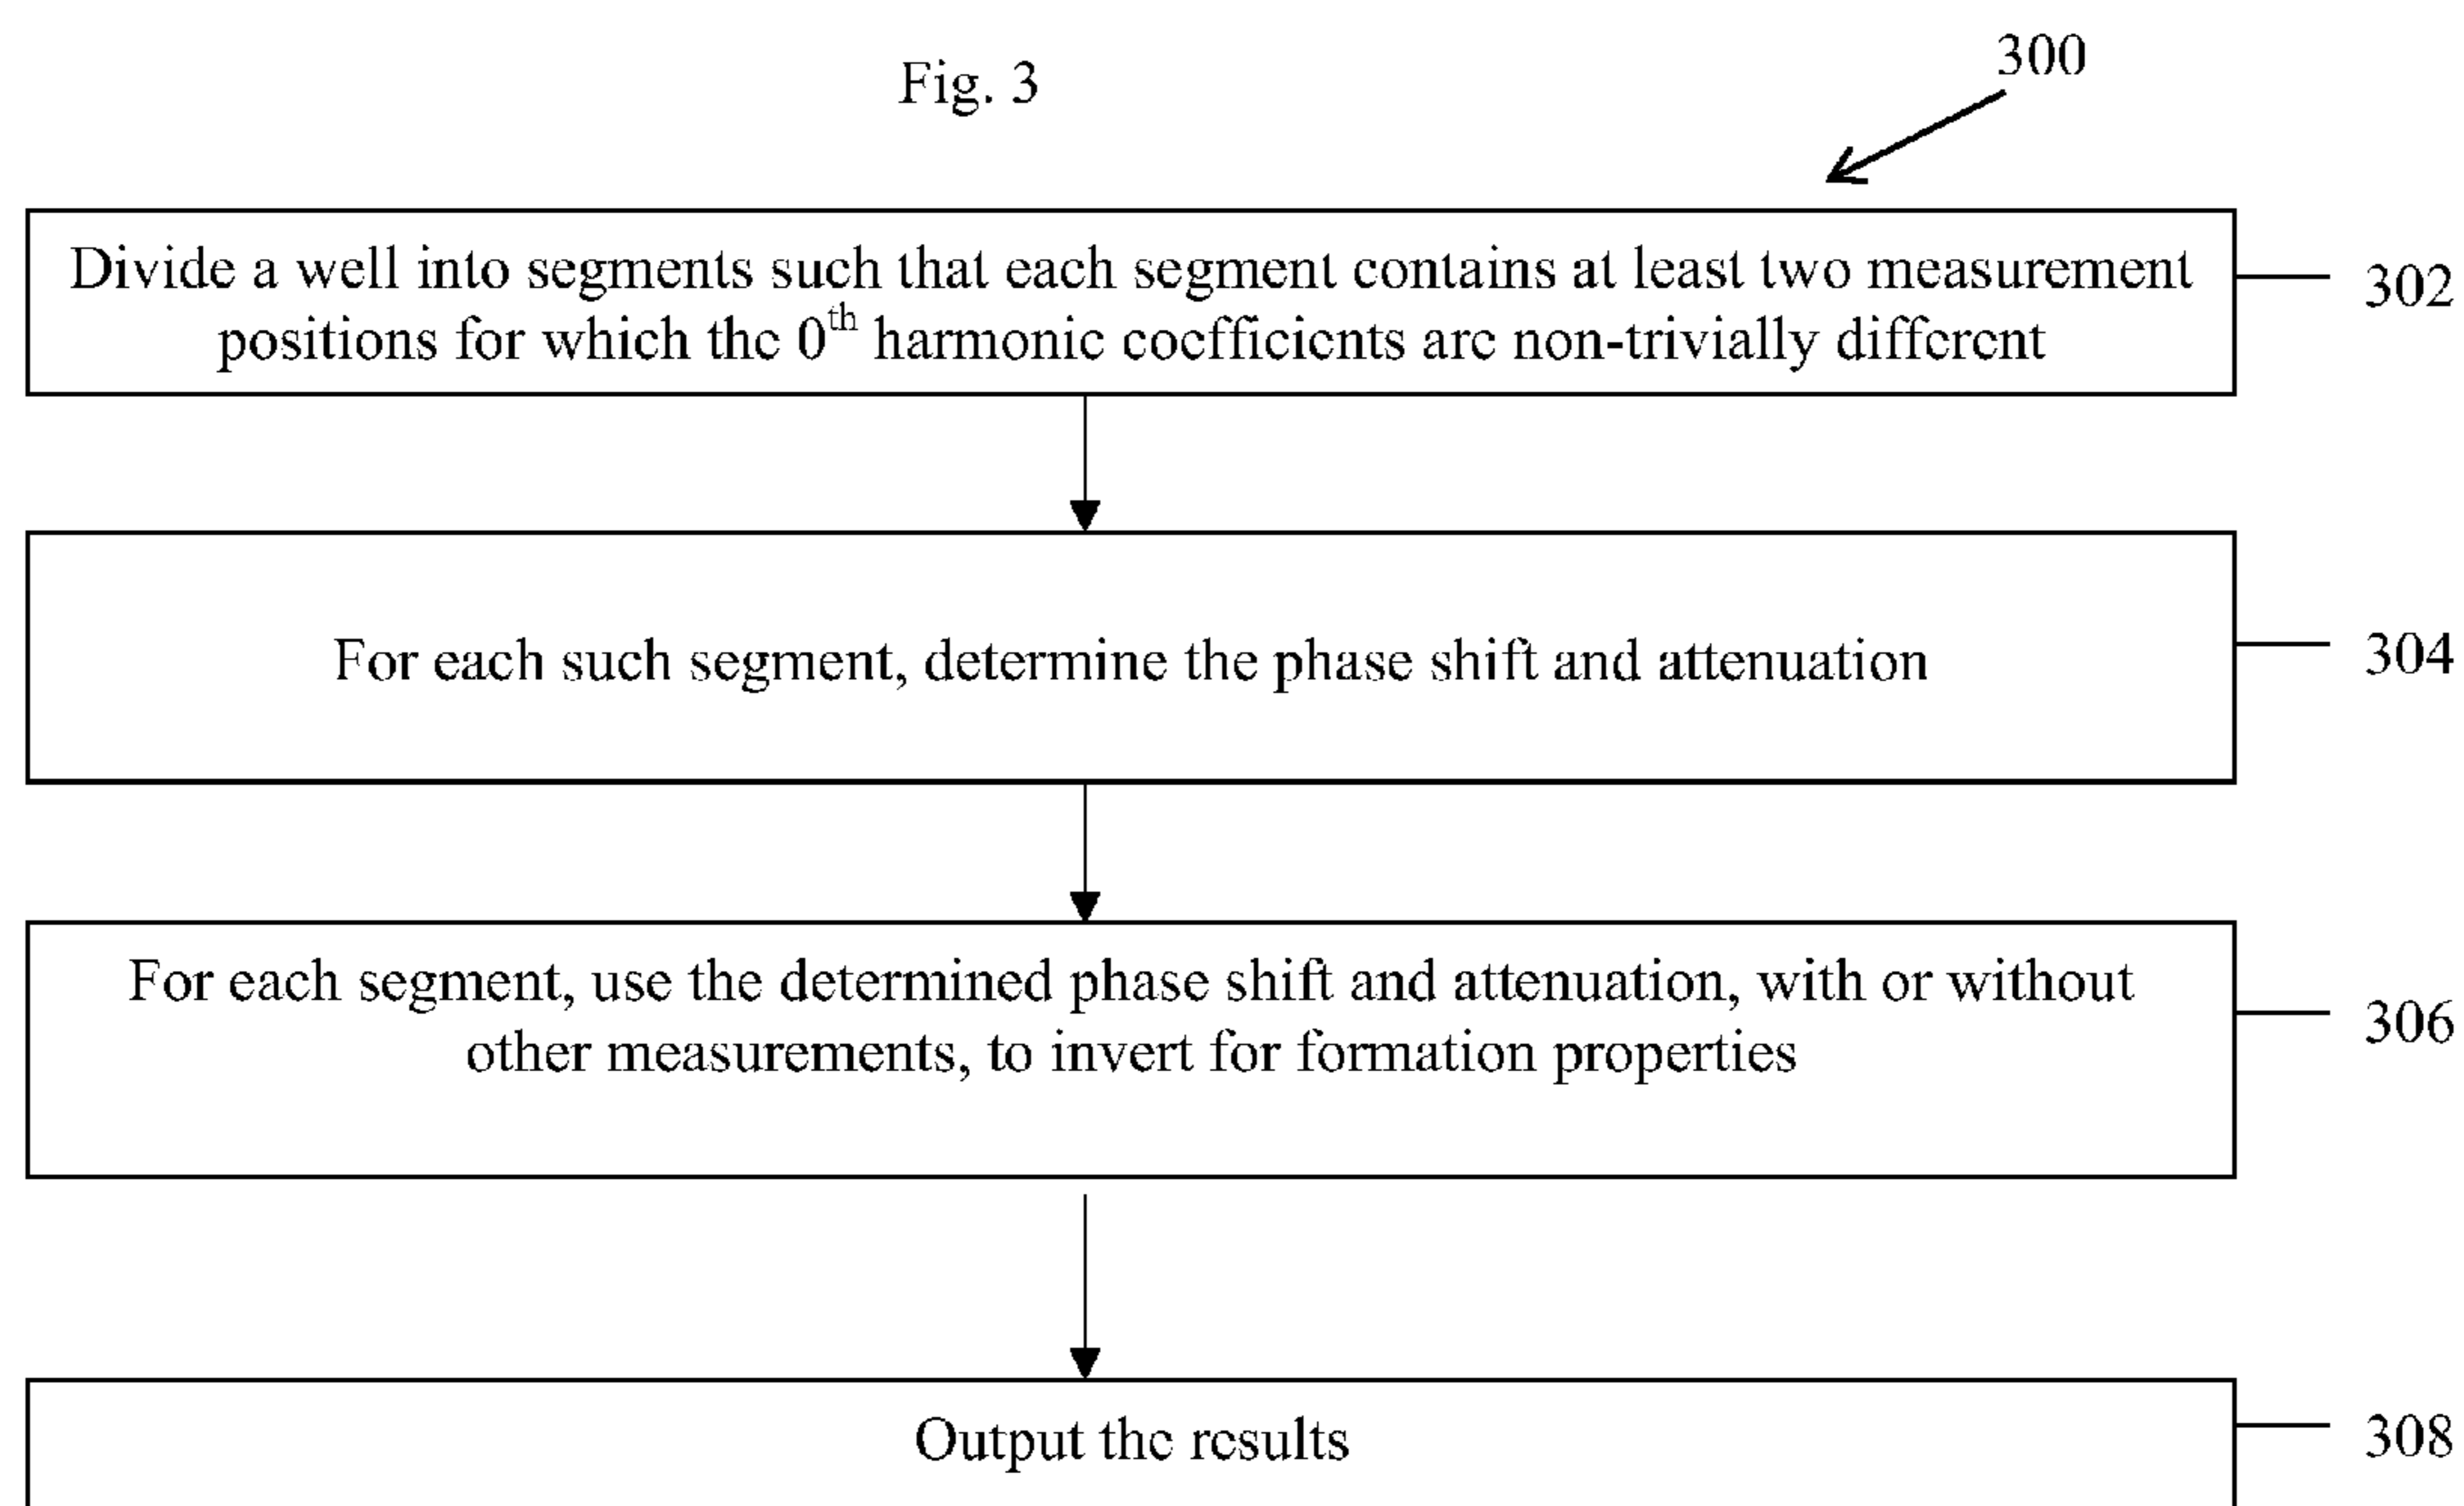 Fig. 3
300
Divide a well into segments such that each segment contains at least two measurement
positions for which the 0th harmonic coefficients are non-trivially different
302
For each such segment, determine the phase shift and attenuation
304
For each segment, use the determined phase shift and attenuation, with or without
other measurements, to invert for formation properties
306
Output the results
308